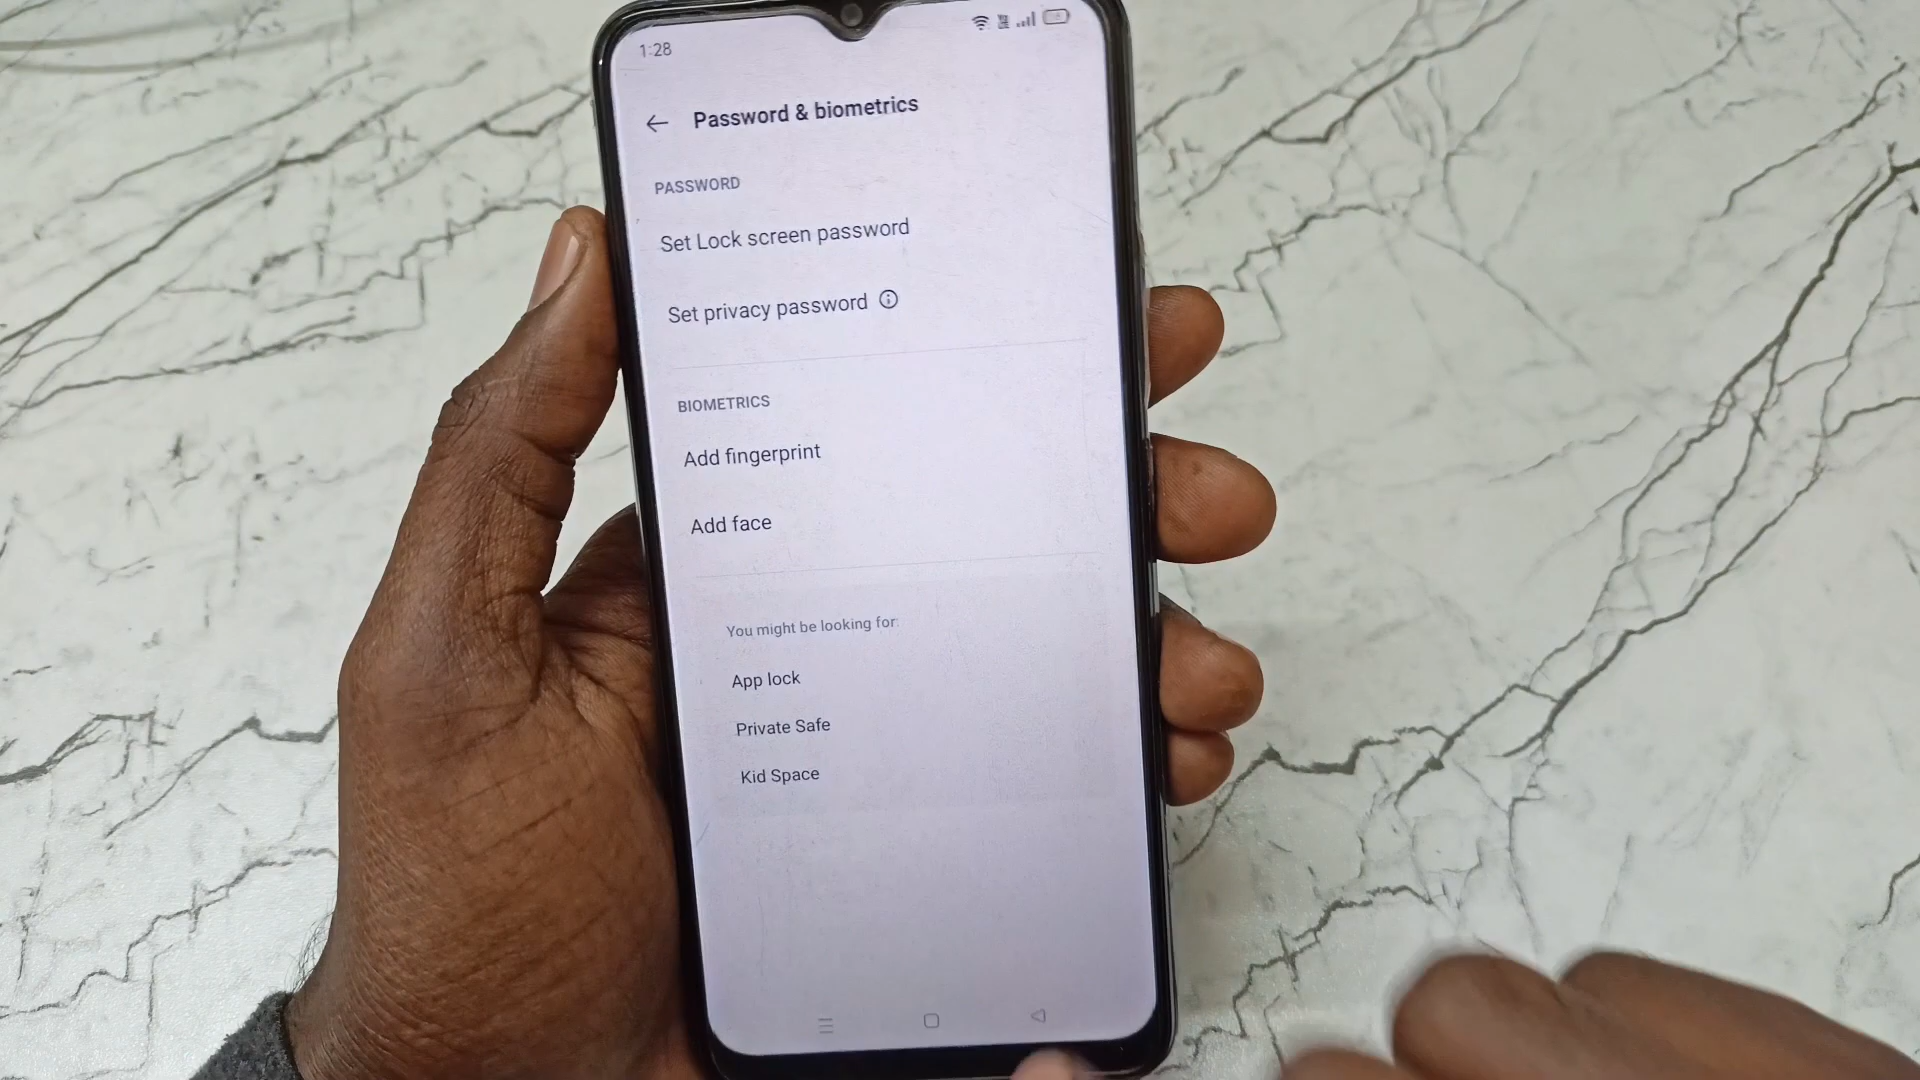 1:28
Password & biometrics
PASSWORD
Set Lock screen password
Set privacy password
BIOMETRICS
Add fingerprint
Add face
You might be looking for:
App lock
Private Safe
Kid Space